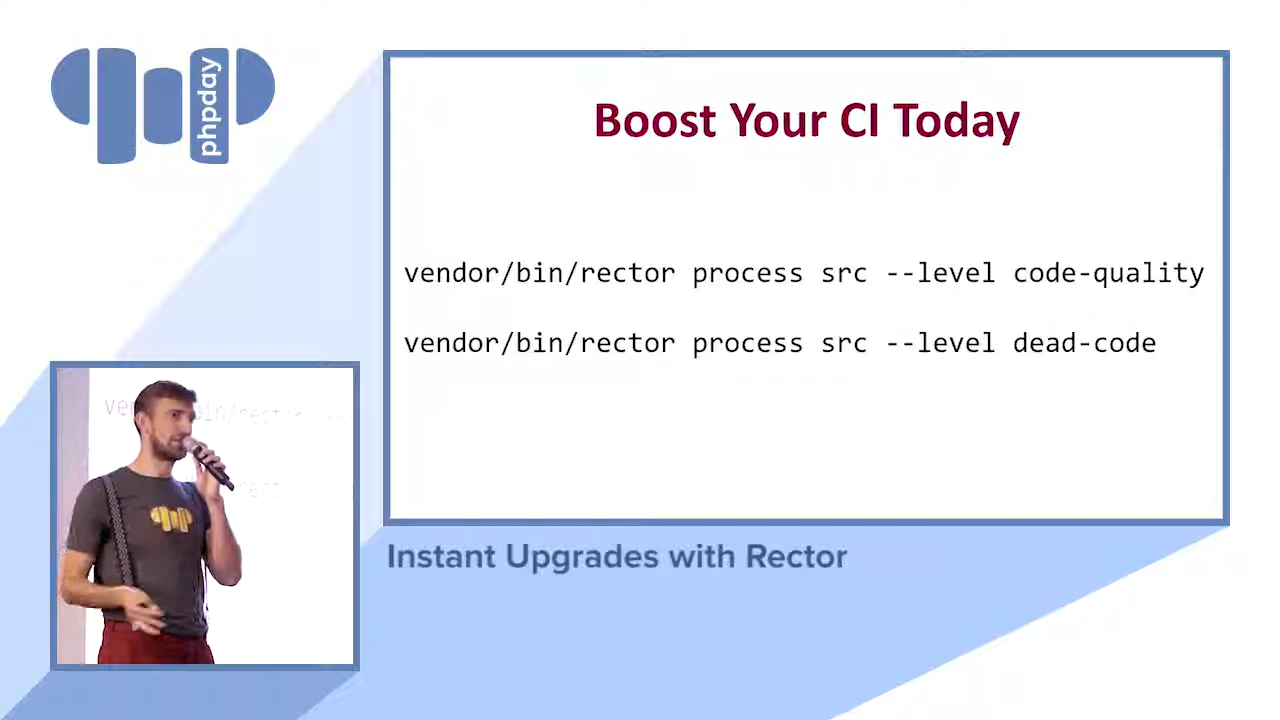 phpday
Boost Your CI Today
vendor/bin/rector process src --level code-quality
vendor/bin/rector process src --level dead-code
Instant Upgrades with Rector